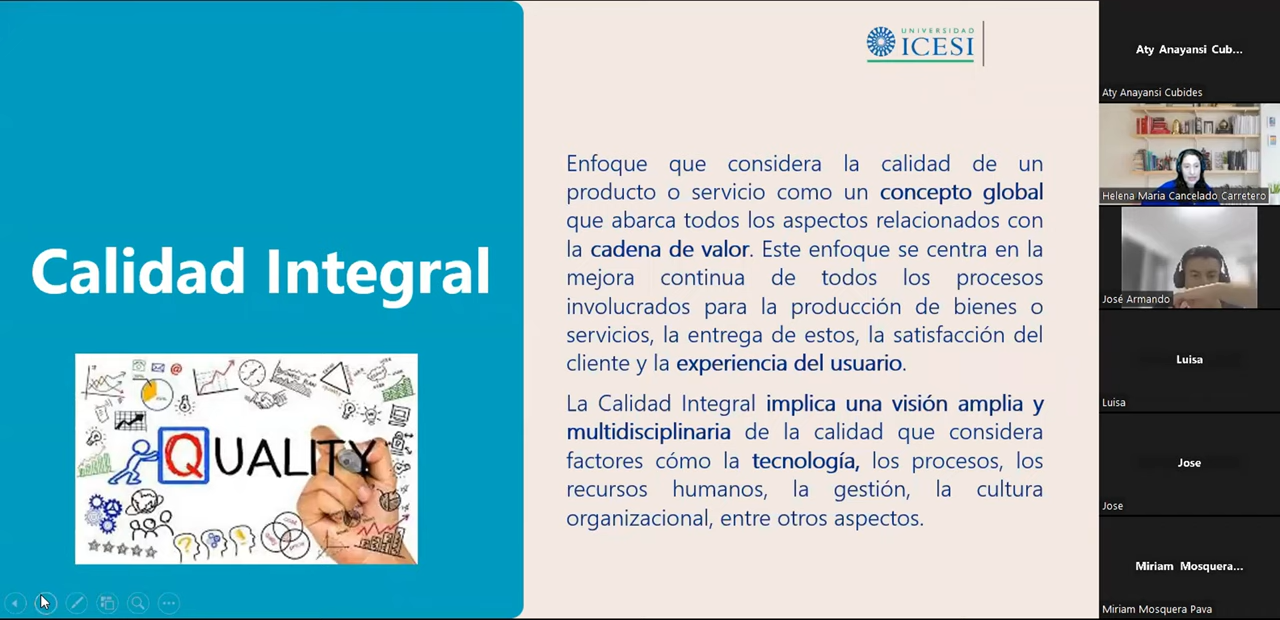 Calidad Integral
QUALITY
UNIVERSIDAD
ICESI
Enfoque que considera la calidad de un
producto o servicio como un concepto global
que abarca todos los aspectos relacionados con
la cadena de valor. Este enfoque se centra en la
mejora continua de todos los procesos
involucrados para la producción de bienes o
servicios, la entrega de estos, la satisfacción del
cliente y la experiencia del usuario.
La Calidad Integral implica una visión amplia y
multidisciplinaria de la calidad que considera
factores cómo la tecnología, los procesos, los
recursos humanos, la gestión, la cultura
organizacional, entre otros aspectos.
Aty Anayansi Cub...
Aty Anayansi Cubides
Helena Maria Cancelado Carretero
José Armando
Luisa
Luisa
Jose
Jose
Miriam Mosquera...
Miriam Mosquera Pava